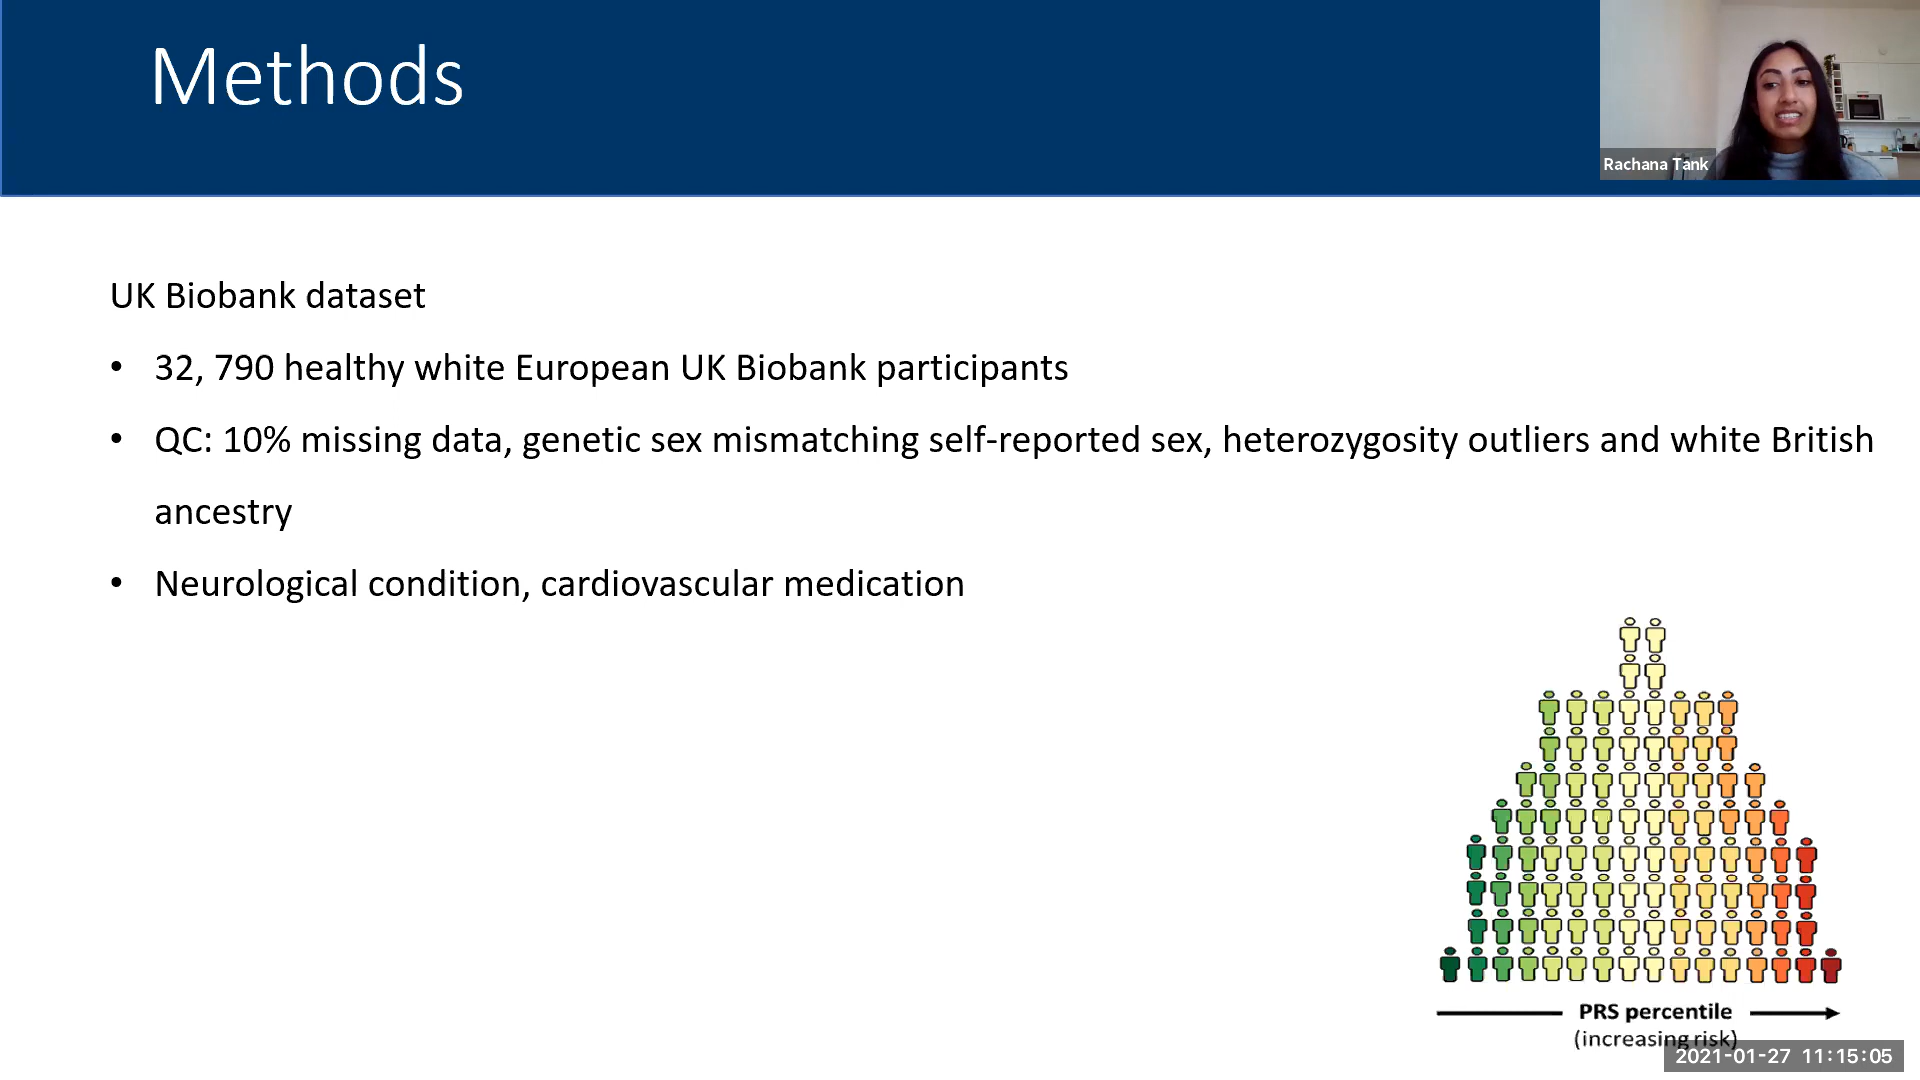 Methods
Rachana Tank
UK Biobank dataset
• 32, 790 healthy white European UK Biobank participants
• QC: 10% missing data, genetic sex mismatching self-reported sex, heterozygosity outliers and white British
ancestry
• Neurological condition, cardiovascular medication
PRS percentile
(increasing risk)
2021-01-27 11:15:05